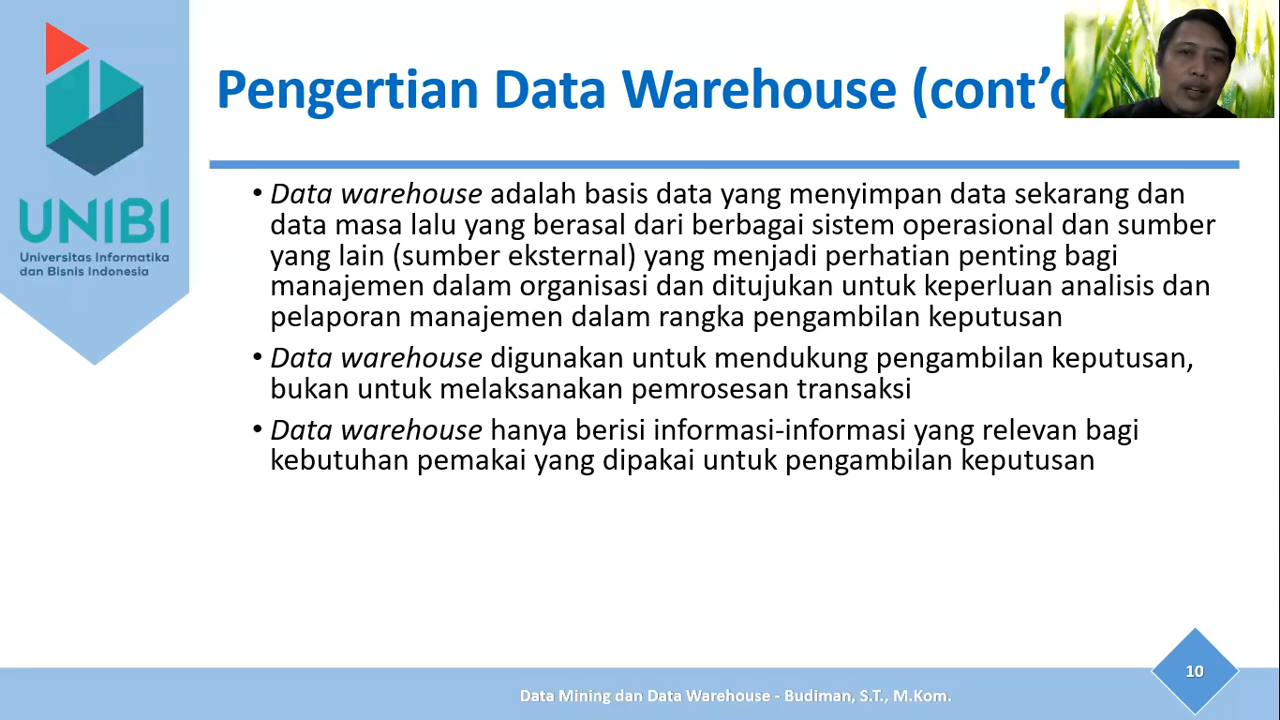 Pengertian Data Warehouse (cont’d
UNIBI
Universitas Informatika
dan Bisnis Indonesia
• Data warehouse adalah basis data yang menyimpan data sekarang dan
data masa lalu yang berasal dari berbagai sistem operasional dan sumber
yang lain (sumber eksternal) yang menjadi perhatian penting bagi
manajemen dalam organisasi dan ditujukan untuk keperluan analisis dan
pelaporan manajemen dalam rangka pengambilan keputusan
• Data warehouse digunakan untuk mendukung pengambilan keputusan,
bukan untuk melaksanakan pemrosesan transaksi
• Data warehouse hanya berisi informasi-informasi yang relevan bagi
kebutuhan pemakai yang dipakai untuk pengambilan keputusan
10
Data Mining dan Data Warehouse - Budiman, S.T., M.Kom.